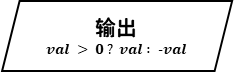 输出
val > 0 ? val : -val